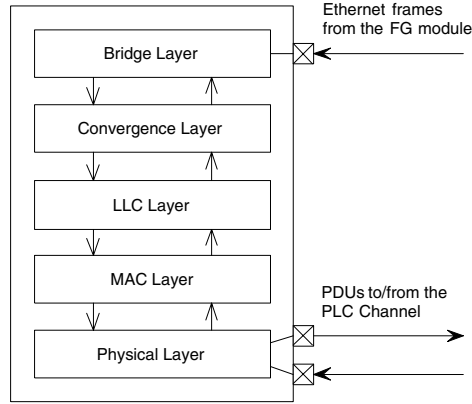 Ethernet frames
from the FG module
Bridge Layer
Convergence Layer
LLC Layer
MAC Layer
PDUs to/from the
PLC Channel
Physical Layer